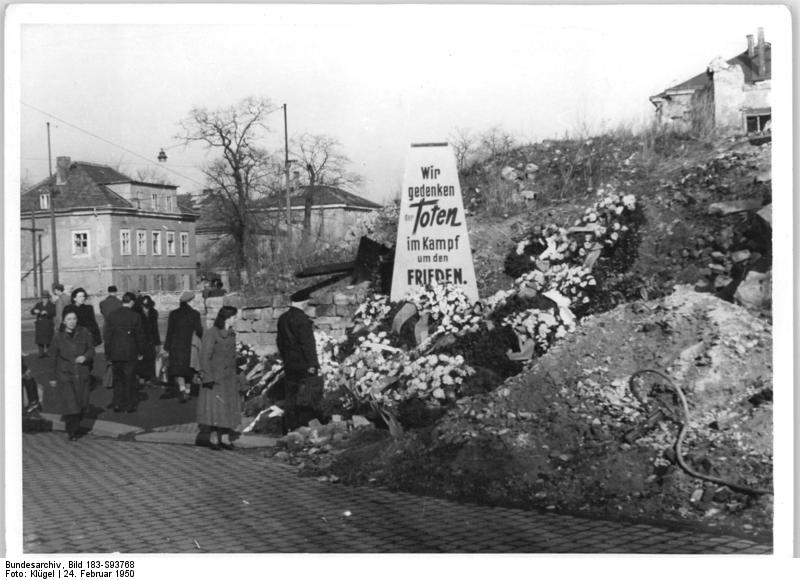 Wir
gedenken
der Toten
im Kampf
um den
FRIEDEN.
Bundesarchiv, Bild 183-S93768
Foto: Klügel | 24. Februar 1950